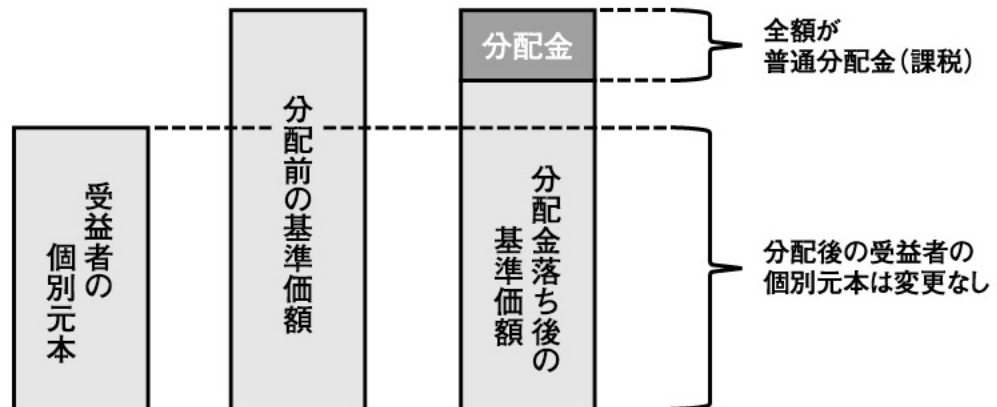 受益者の
個別元本
分配前の基準価額
分配金
分配金落ち後の
基準価額
全額が
普通分配金(課税)
分配後の受益者の
個別元本は変更なし